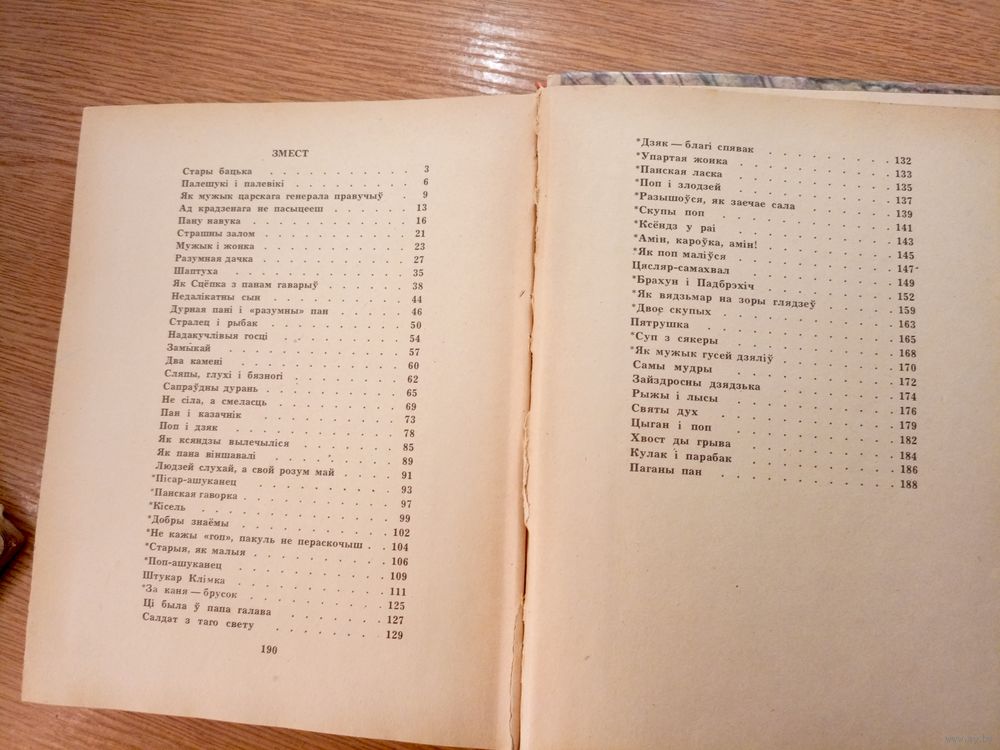 ЗМЕСТ
Стары бацька . . . . . . . . . . 3
Палешукі і палевікі . . . . . . . . 6
Як мужык царскага генерала правучыў . . 9
Ад крадзенага не пасыцееш . . . . . 13
Пану навука . . . . . . . . . . 16
Страшны залом . . . . . . . . . 21
Мужык і жонка . . . . . . . . . 23
Разумная дачка . . . . . . . . . 27
Шаптуха . . . . . . . . . . . 35
Як Сцёпка з панам гаварыў . . . . . 38
Недалікатны сын . . . . . . . . . 44
Дурная пані і «разумны» пан . . . . 46
Стралец і рыбак . . . . . . . . . 50
Надакучлівыя госці . . . . . . . . 54
Замыкай . . . . . . . . . . . 57
Два камені . . . . . . . . . . 60
Сляпы, глухі і бязногі . . . . . . . 62
Сапраўдны дурань . . . . . . . . 65
Не сіла, а смеласць . . . . . . . . 69
Пан і казачнік . . . . . . . . . 73
Поп і дзяк . . . . . . . . . . 78
Як ксяндзы вылечыліся . . . . . . 85
Як пана віншавалі . . . . . . . . 89
Людзей слухай, а свой розум май . . . 91
*Пісар-ашуканец . . . . . . . . . 93
*Панская гаворка . . . . . . . . . 97
*Кісель . . . . . . . . . . . 99
*Добры знаёмы . . . . . . . . . 102
*Не кажы «гоп», пакуль не пераскочыш . . 104
*Старыя, як малыя . . . . . . . . 106
*Поп-ашуканец . . . . . . . . . 109
Штукар Клімка . . . . . . . . . 111
*За каня — брусок . . . . . . . . 125
Ці была ў папа галава . . . . . . 127
Салдат з таго свету . . . . . . . 129
190
*Дзяк — благі спявак . . . . . . . 132
*Упартая жонка . . . . . . . . . 133
*Панская ласка . . . . . . . . . 135
*Поп і злодзей . . . . . . . . . 137
*Разышоўся, як заечае сала . . . . . 139
*Скупы поп . . . . . . . . . . 141
*Ксёндз у раі . . . . . . . . . 143
*Амін, кароўка, амін! . . . . . . . 145
*Як поп маліўся . . . . . . . . . 147
Цясляр-самахвал . . . . . . . . . 149
*Брахун і Падбрэхіч . . . . . . . 152
*Як вядзьмар на зоры глядзеў . . . . 159
*Двое скупых . . . . . . . . . . 163
Пятрушка . . . . . . . . . . . 165
*Суп з сякеры . . . . . . . . . 168
*Як мужык гусей дзяліў . . . . . . 170
Самы мудры . . . . . . . . . . 172
Зайздросны дзядзька . . . . . . . 174
Рыжы і лысы . . . . . . . . . . 176
Святы дух . . . . . . . . . . 179
Цыган і поп . . . . . . . . . . 182
Хвост ды грыва . . . . . . . . . 184
Кулак і парабак . . . . . . . . . 186
Паганы пан . . . . . . . . . . 188